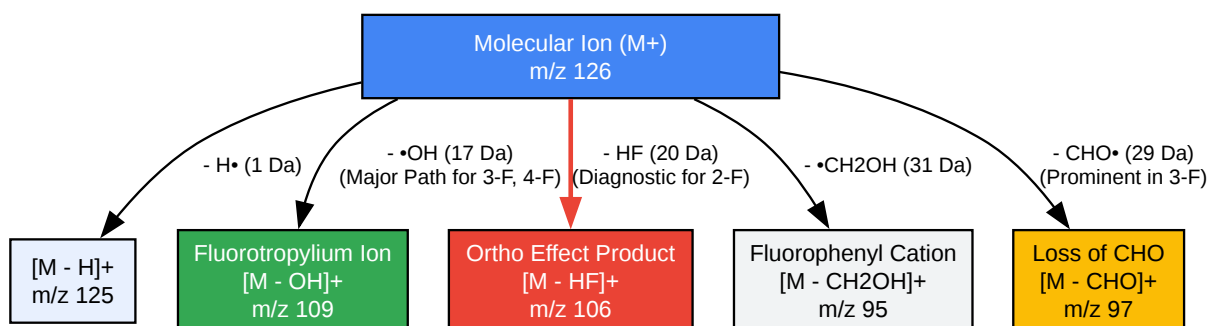 Molecular Ion (M+)
m/z 126
- H• (1 Da)
- •OH (17 Da)
(Major Path for 3-F, 4-F)
- HF (20 Da)
(Diagnostic for 2-F)
- •CH2OH (31 Da)
- CHO• (29 Da)
(Prominent in 3-F)
[M - H]+
m/z 125
Fluorotropylium Ion
[M - OH]+
m/z 109
Ortho Effect Product
[M - HF]+
m/z 106
Fluorophenyl Cation
[M - CH2OH]+
m/z 95
Loss of CHO
[M - CHO]+
m/z 97